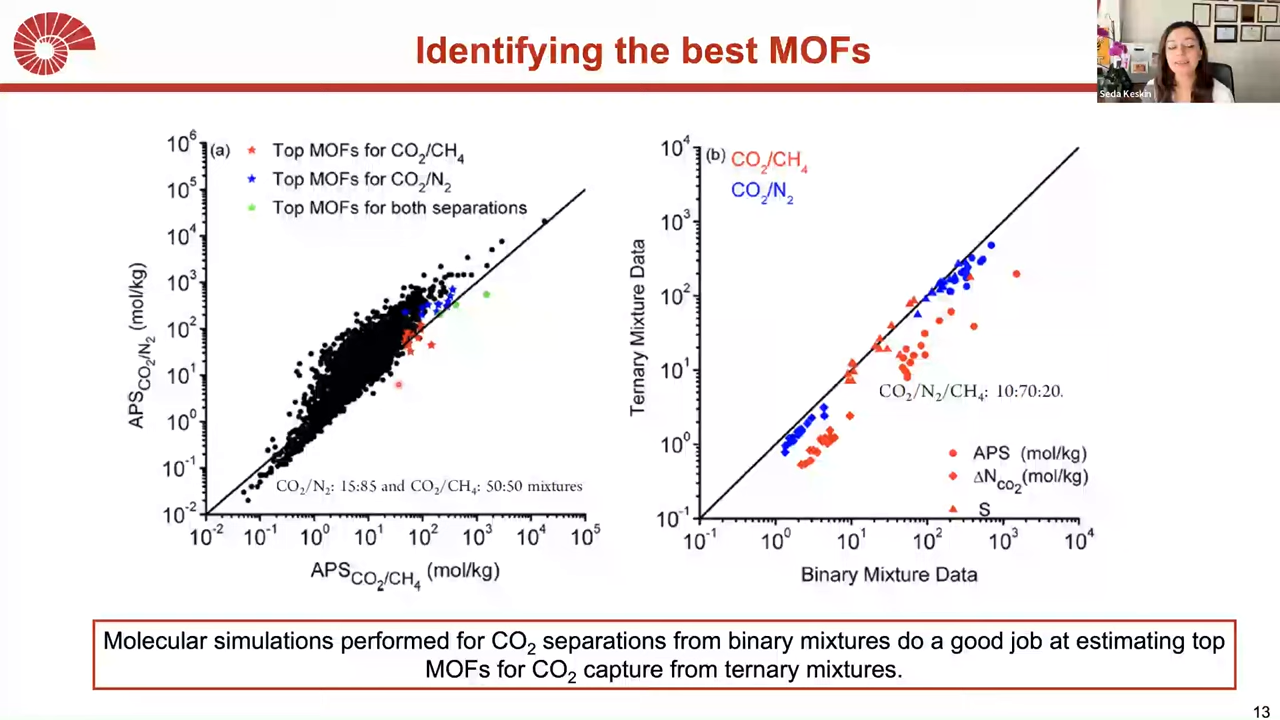 Identifying the best MOFs
Seda Keskin
(a)
Top MOFs for CO₂/CH₄
Top MOFs for CO₂/N₂
Top MOFs for both separations
10⁶
10⁵
10⁴
10³
10²
10¹
10⁰
10⁻¹
10⁻²
APS CO₂/N₂ (mol/kg)
CO₂/N₂: 15:85 and CO₂/CH₄: 50:50 mixtures
10⁻² 10⁻¹ 10⁰ 10¹ 10² 10³ 10⁴ 10⁵
APS CO₂/CH₄ (mol/kg)
(b) CO₂/CH₄
CO₂/N₂
10⁴
10³
10²
10¹
10⁰
10⁻¹
Ternary Mixture Data
CO₂/N₂/CH₄: 10:70:20.
APS (mol/kg)
ΔN CO₂ (mol/kg)
S
10⁻¹ 10⁰ 10¹ 10² 10³ 10⁴
Binary Mixture Data
Molecular simulations performed for CO₂ separations from binary mixtures do a good job at estimating top
MOFs for CO₂ capture from ternary mixtures.
13